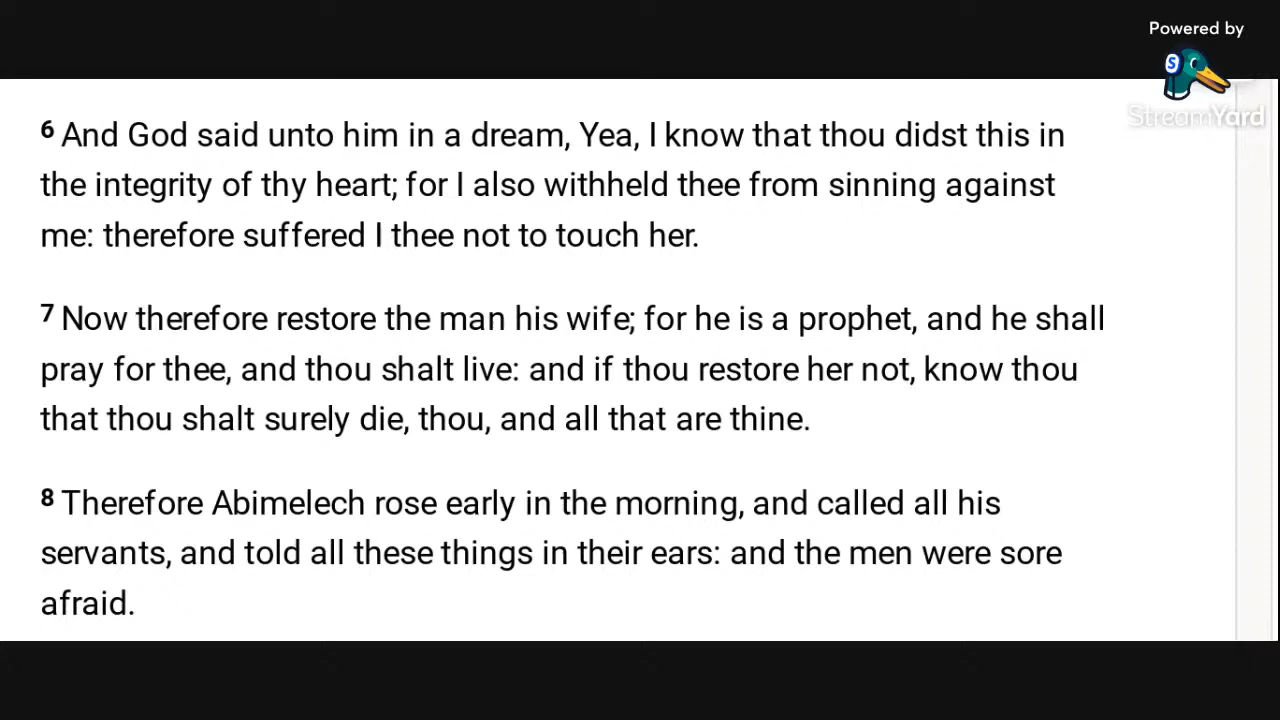 Powered by
S
StreamYard
6 And God said unto him in a dream, Yea, I know that thou didst this in
the integrity of thy heart; for I also withheld thee from sinning against
me: therefore suffered I thee not to touch her.
7 Now therefore restore the man his wife; for he is a prophet, and he shall
pray for thee, and thou shalt live: and if thou restore her not, know thou
that thou shalt surely die, thou, and all that are thine.
8 Therefore Abimelech rose early in the morning, and called all his
servants, and told all these things in their ears: and the men were sore
afraid.